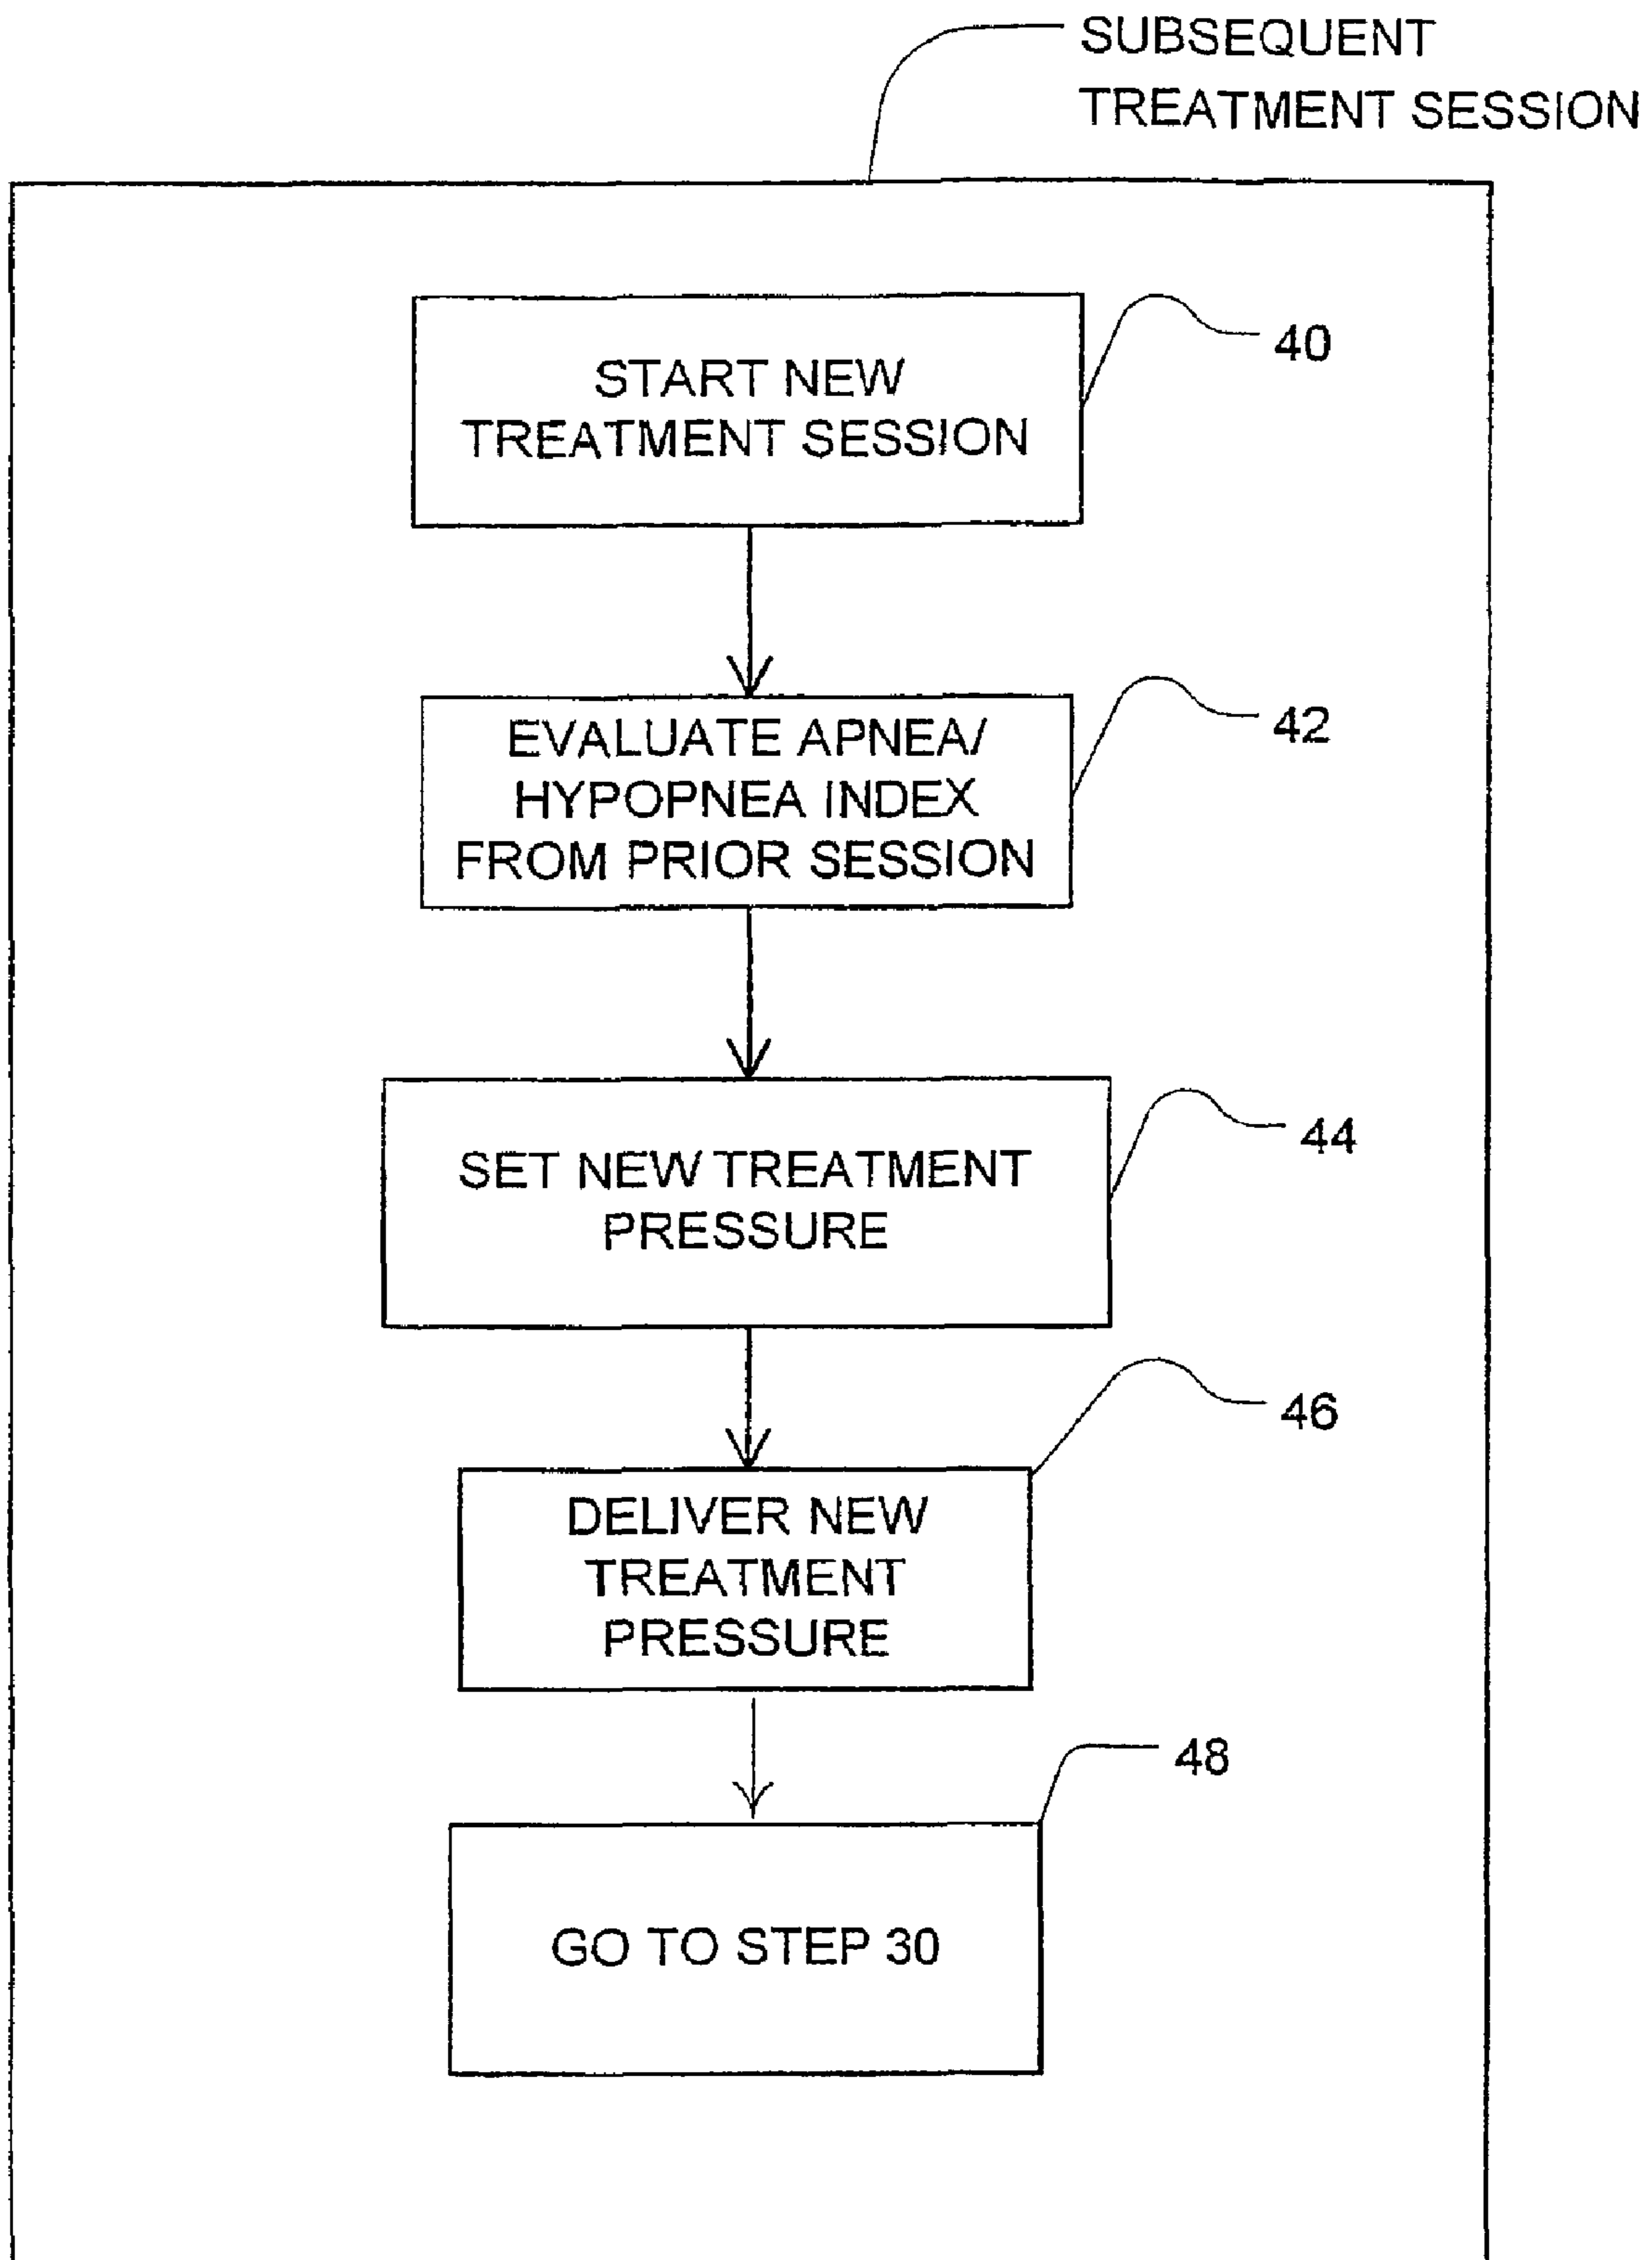 SUBSEQUENT
TREATMENT SESSION
START NEW
TREATMENT SESSION
40
EVALUATE APNEA/
HYPOPNEA INDEX
FROM PRIOR SESSION
42
SET NEW TREATMENT
PRESSURE
44
DELIVER NEW
TREATMENT
PRESSURE
46
GO TO STEP 30
48